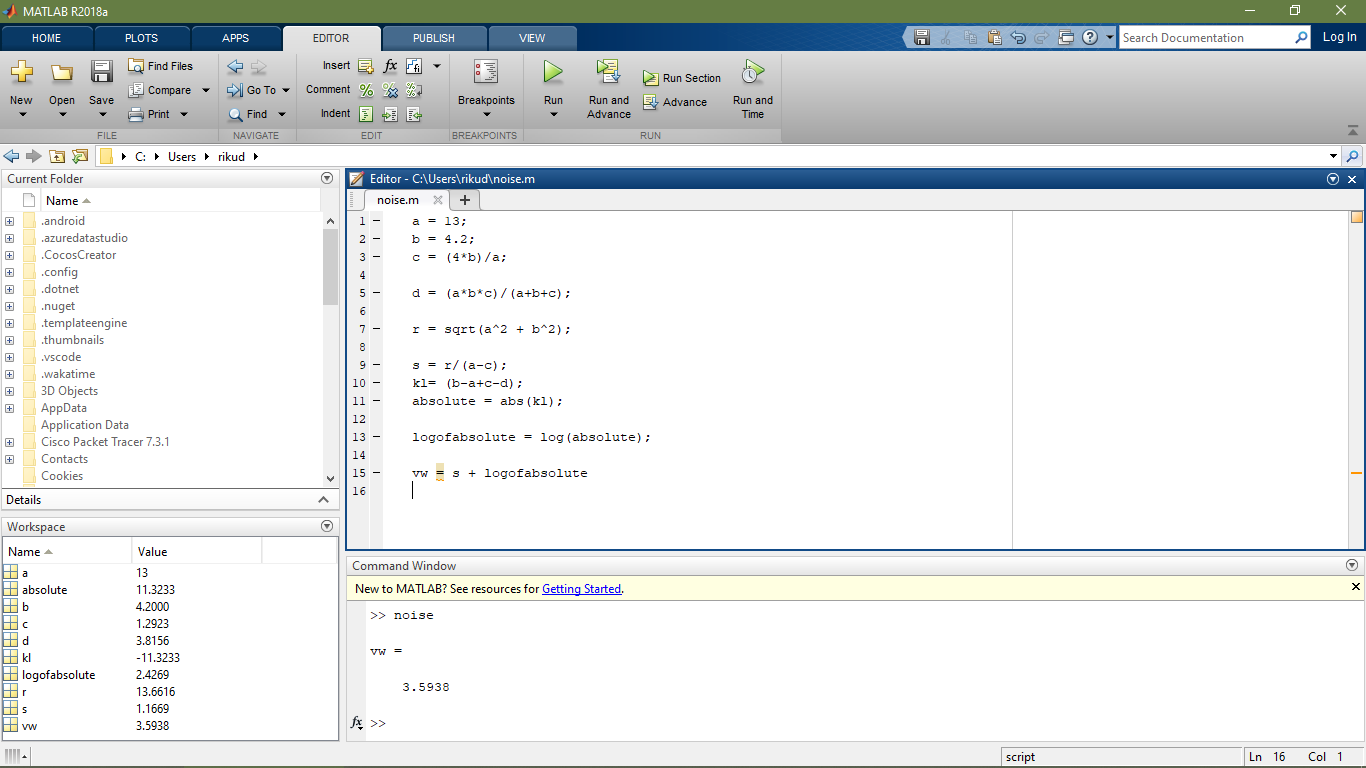 MATLAB R2018a
HOME PLOTS APPS EDITOR PUBLISH VIEW Search Documentation Log In
New Open Save Find Files Compare Print
Go To Find
Insert fx
Comment
Indent
Breakpoints
Run Run and Advance Run Section Advance Run and Time
FILE NAVIGATE EDIT BREAKPOINTS RUN
C: Users rikud
Current Folder
Name
.android
.azuredatastudio
.CocosCreator
.config
.dotnet
.nuget
.templateengine
.thumbnails
.vscode
.wakatime
3D Objects
AppData
Application Data
Cisco Packet Tracer 7.3.1
Contacts
Cookies
Details
Workspace
Name Value
a 13
absolute 11.3233
b 4.2000
c 1.2923
d 3.8156
kl -11.3233
logofabsolute 2.4269
r 13.6616
s 1.1669
vw 3.5938
Editor - C:\Users\rikud\noise.m
noise.m
1 a = 13;
2 b = 4.2;
3 c = (4*b)/a;
4
5 d = (a*b*c)/(a+b+c);
6
7 r = sqrt(a^2 + b^2);
8
9 s = r/(a-c);
10 kl= (b-a+c-d);
11 absolute = abs(kl);
12
13 logofabsolute = log(absolute);
14
15 vw = s + logofabsolute
16
Command Window
New to MATLAB? See resources for Getting Started.
>> noise
vw =
3.5938
fx >>
script Ln 16 Col 1